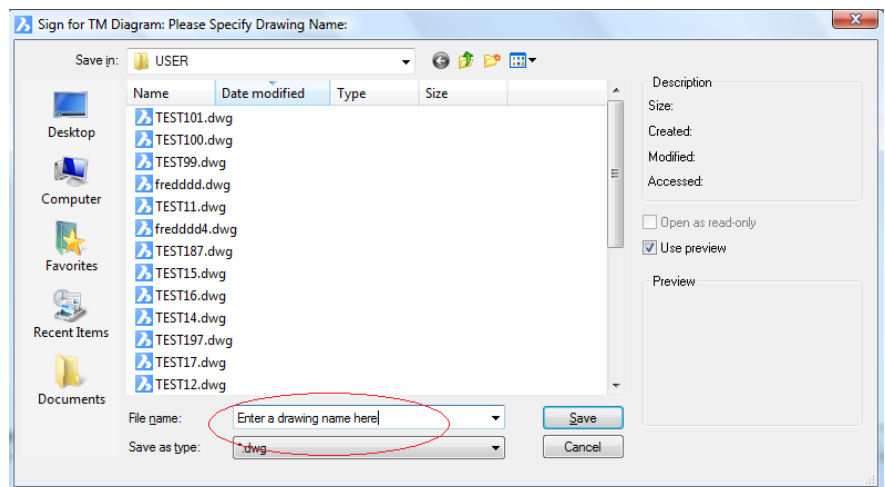 Sign for TM Diagram: Please Specify Drawing Name:
Save in:
USER
Desktop
Computer
Favorites
Recent Items
Documents
Name Date modified Type Size
TEST101.dwg
TEST100.dwg
TEST99.dwg
fredddd.dwg
TEST11.dwg
fredddd4.dwg
TEST187.dwg
TEST15.dwg
TEST16.dwg
TEST14.dwg
TEST197.dwg
TEST17.dwg
TEST12.dwg
File name: Enter a drawing name here
Save as type: *.dwg
Save
Cancel
Description
Size:
Created:
Modified:
Accessed:
Open as read-only
Use preview
Preview